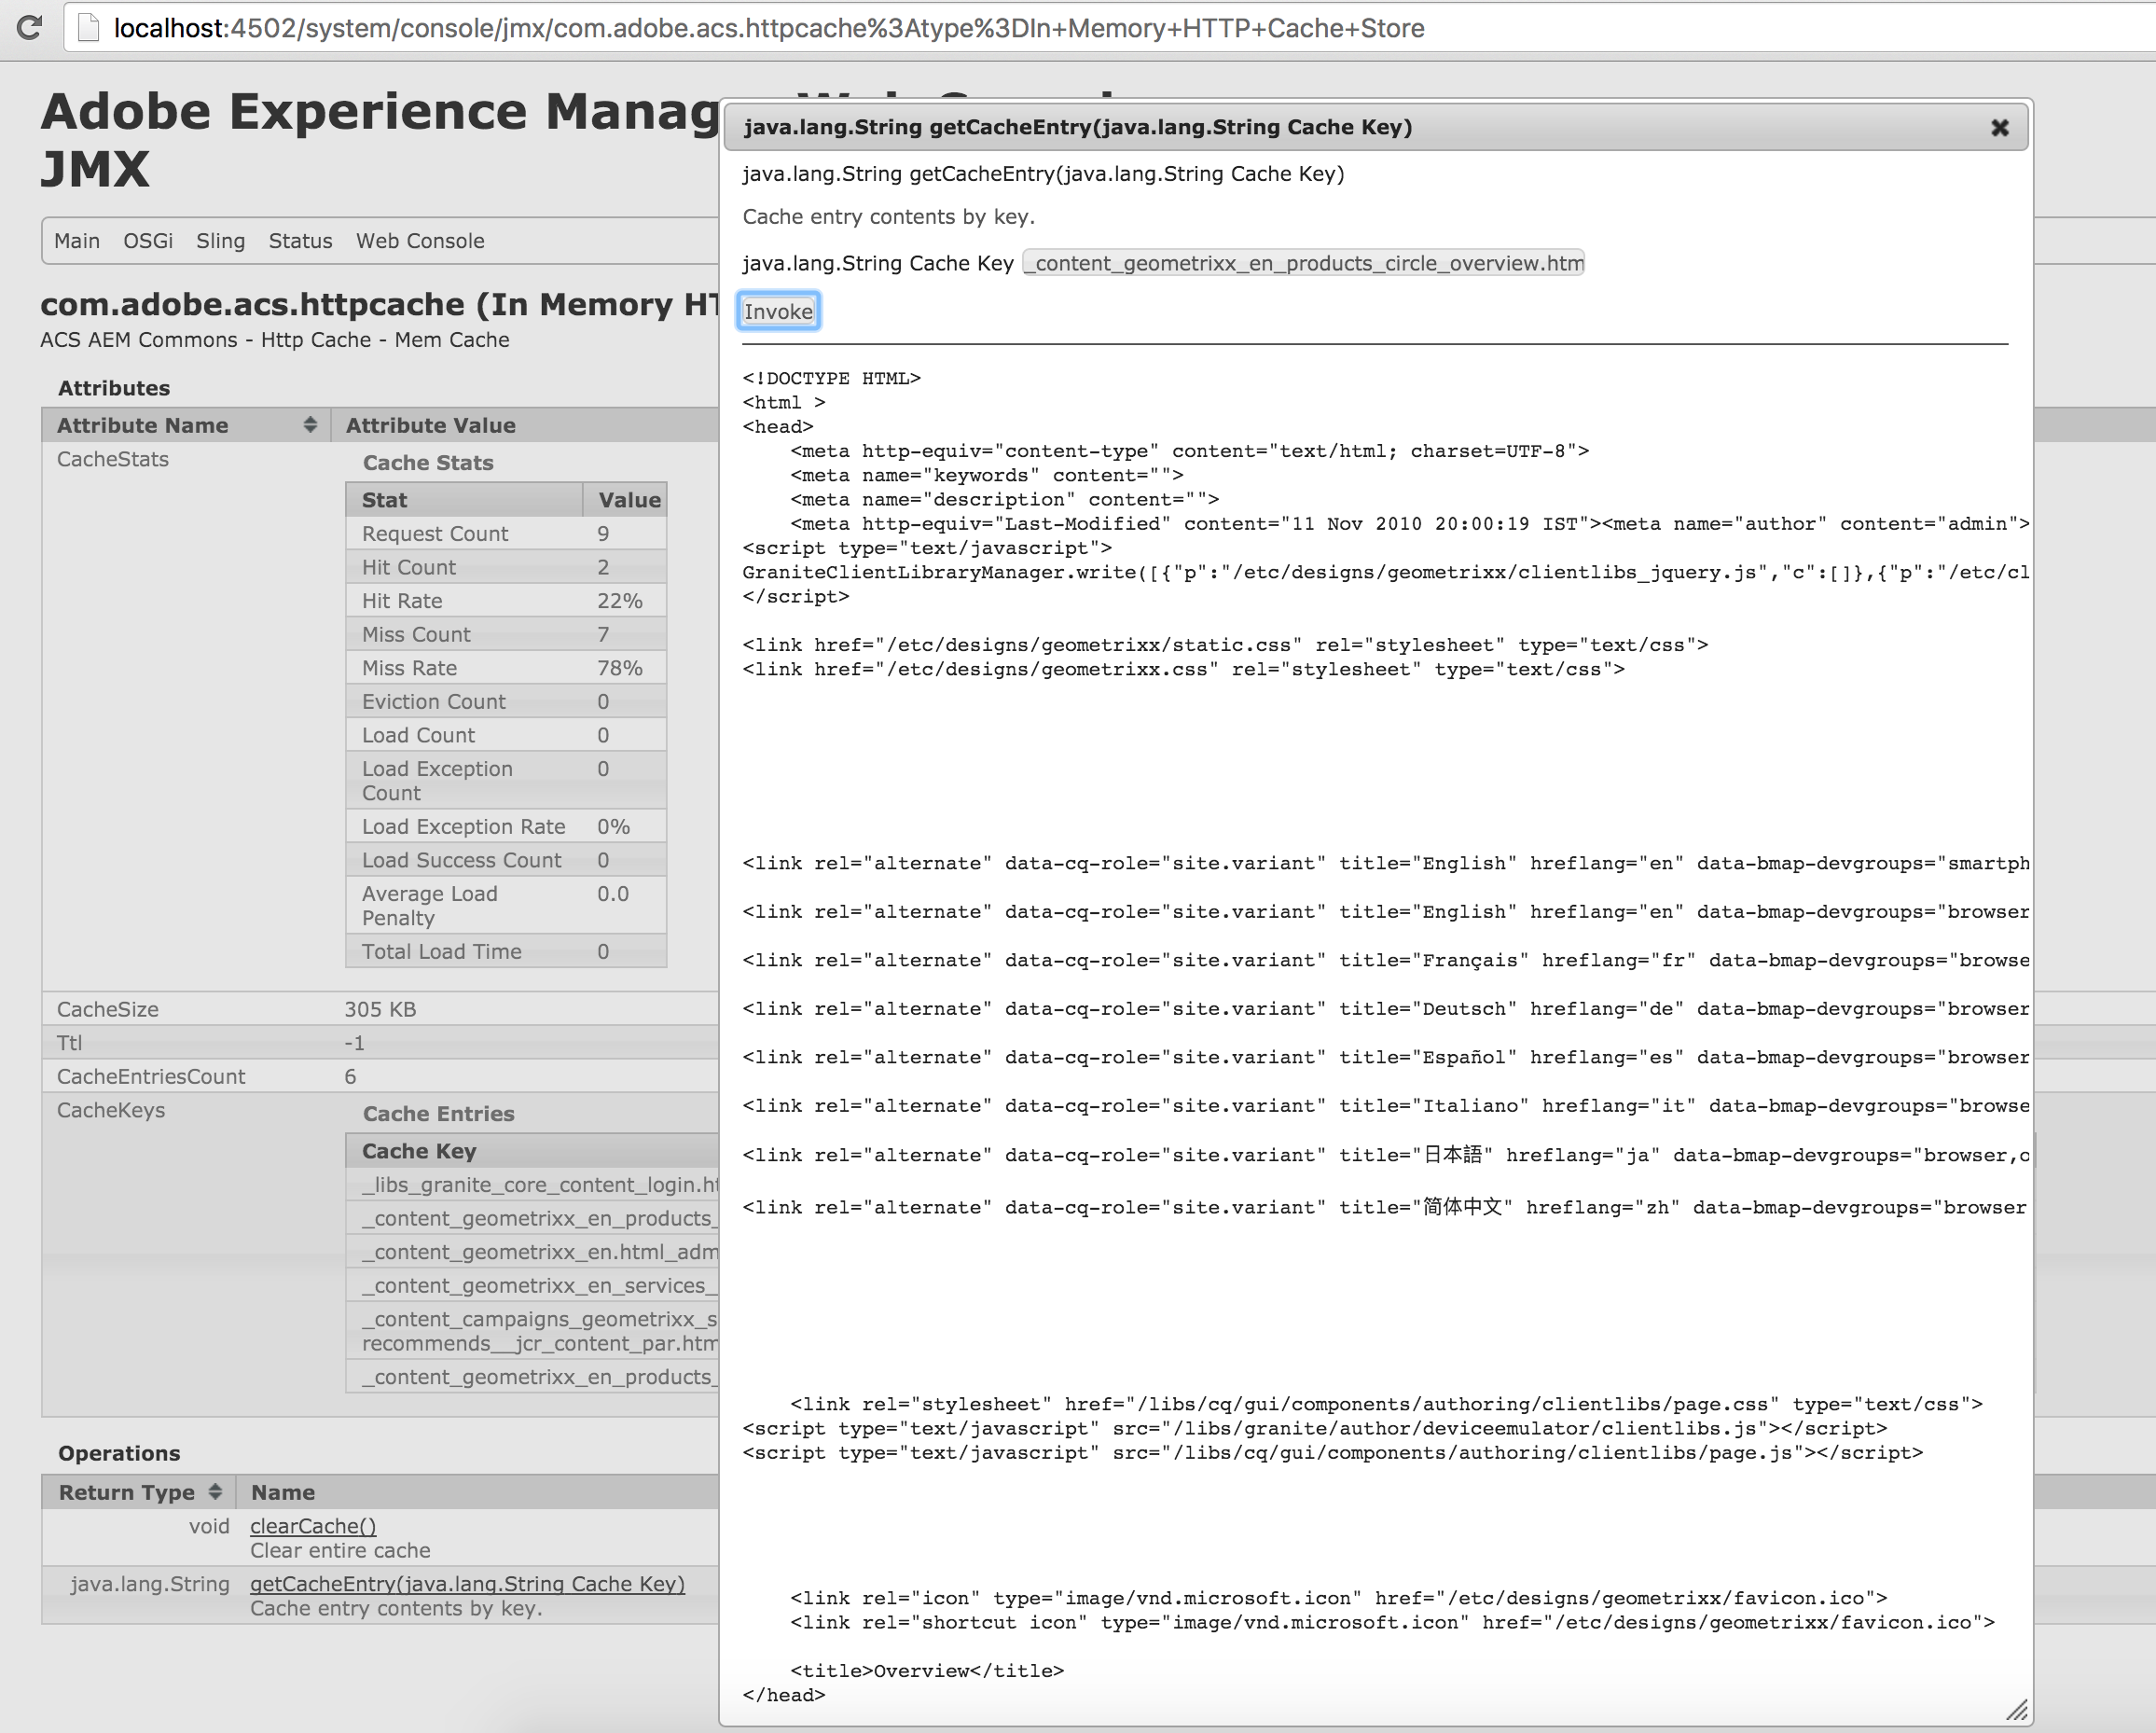 localhost:4502/system/console/jmx/com.adobe.acs.httpcache%3Atype%3DIn+Memory+HTTP+Cache+Store
Adobe Experience Manag
JMX
Main OSGi Sling Status Web Console
com.adobe.acs.httpcache (In Memory HT
ACS AEM Commons - Http Cache - Mem Cache
Attributes
Attribute Name Attribute Value
CacheStats
Cache Stats
Stat Value
Request Count 9
Hit Count 2
Hit Rate 22%
Miss Count 7
Miss Rate 78%
Eviction Count 0
Load Count 0
Load Exception Count 0
Load Exception Rate 0%
Load Success Count 0
Average Load Penalty 0.0
Total Load Time 0
CacheSize 305 KB
Ttl -1
CacheEntriesCount 6
CacheKeys
Cache Entries
Cache Key
_libs_granite_core_content_login.ht
_content_geometrixx_en_products_
_content_geometrixx_en.html_adm
_content_geometrixx_en_services_
_content_campaigns_geometrixx_s
recommends__jcr_content_par.htm
_content_geometrixx_en_products_
Operations
Return Type Name
void clearCache()
Clear entire cache
java.lang.String getCacheEntry(java.lang.String Cache Key)
Cache entry contents by key.
java.lang.String getCacheEntry(java.lang.String Cache Key)
java.lang.String getCacheEntry(java.lang.String Cache Key)
Cache entry contents by key.
java.lang.String Cache Key _content_geometrixx_en_products_circle_overview.htm
Invoke
<!DOCTYPE HTML>
<html >
<head>
<meta http-equiv="content-type" content="text/html; charset=UTF-8">
<meta name="keywords" content="">
<meta name="description" content="">
<meta http-equiv="Last-Modified" content="11 Nov 2010 20:00:19 IST"><meta name="author" content="admin">
<script type="text/javascript">
GraniteClientLibraryManager.write([{"p":"/etc/designs/geometrixx/clientlibs_jquery.js","c":[]},{"p":"/etc/cl
</script>
<link href="/etc/designs/geometrixx/static.css" rel="stylesheet" type="text/css">
<link href="/etc/designs/geometrixx.css" rel="stylesheet" type="text/css">
<link rel="alternate" data-cq-role="site.variant" title="English" hreflang="en" data-bmap-devgroups="smartph
<link rel="alternate" data-cq-role="site.variant" title="English" hreflang="en" data-bmap-devgroups="browser
<link rel="alternate" data-cq-role="site.variant" title="Français" hreflang="fr" data-bmap-devgroups="browse
<link rel="alternate" data-cq-role="site.variant" title="Deutsch" hreflang="de" data-bmap-devgroups="browser
<link rel="alternate" data-cq-role="site.variant" title="Español" hreflang="es" data-bmap-devgroups="browser
<link rel="alternate" data-cq-role="site.variant" title="Italiano" hreflang="it" data-bmap-devgroups="browse
<link rel="alternate" data-cq-role="site.variant" title="日本語" hreflang="ja" data-bmap-devgroups="browser,o
<link rel="alternate" data-cq-role="site.variant" title="简体中文" hreflang="zh" data-bmap-devgroups="browser
<link rel="stylesheet" href="/libs/cq/gui/components/authoring/clientlibs/page.css" type="text/css">
<script type="text/javascript" src="/libs/granite/author/deviceemulator/clientlibs.js"></script>
<script type="text/javascript" src="/libs/cq/gui/components/authoring/clientlibs/page.js"></script>
<link rel="icon" type="image/vnd.microsoft.icon" href="/etc/designs/geometrixx/favicon.ico">
<link rel="shortcut icon" type="image/vnd.microsoft.icon" href="/etc/designs/geometrixx/favicon.ico">
<title>Overview</title>
</head>